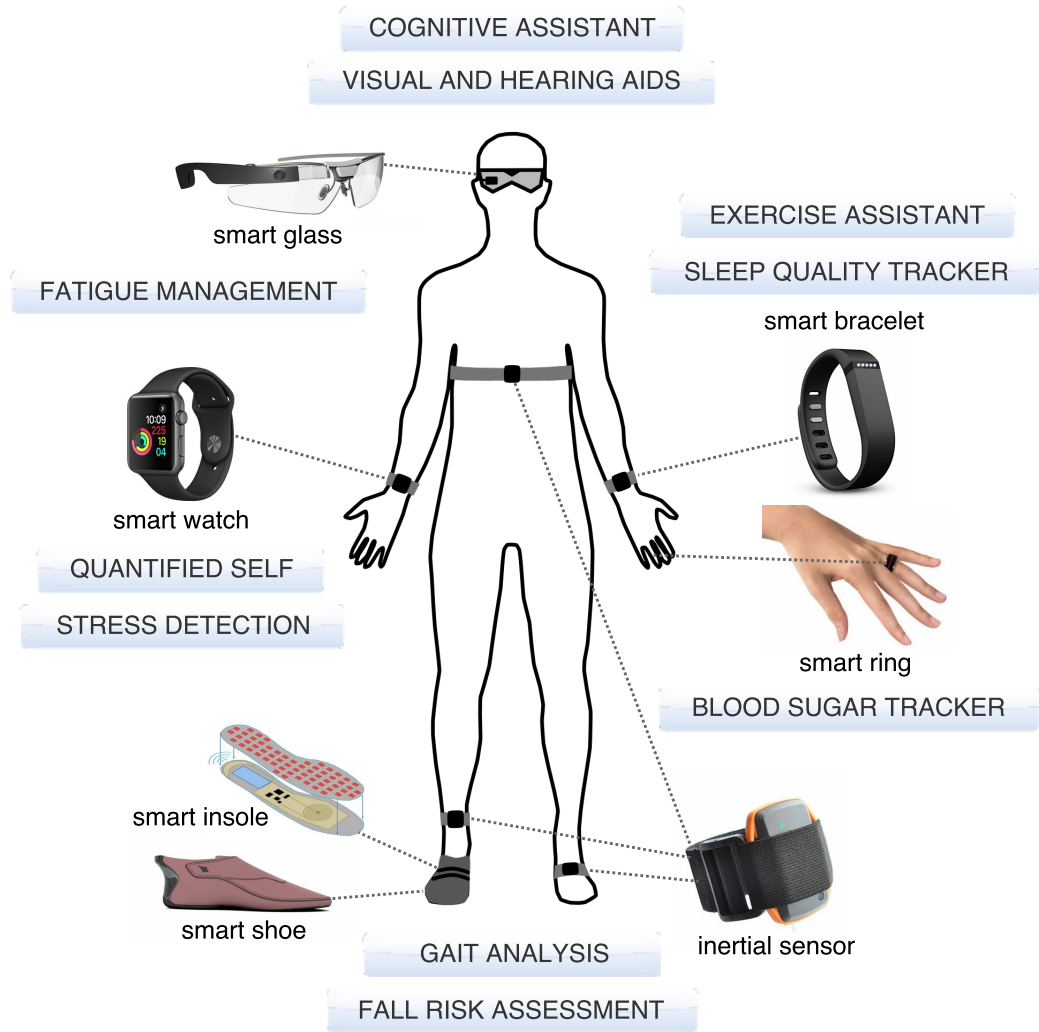 COGNITIVE ASSISTANT
VISUAL AND HEARING AIDS
smart glass
EXERCISE ASSISTANT
SLEEP QUALITY TRACKER
FATIGUE MANAGEMENT
smart bracelet
10:09
225
19
04
smart watch
QUANTIFIED SELF
STRESS DETECTION
smart ring
BLOOD SUGAR TRACKER
smart insole
smart shoe
inertial sensor
GAIT ANALYSIS
FALL RISK ASSESSMENT